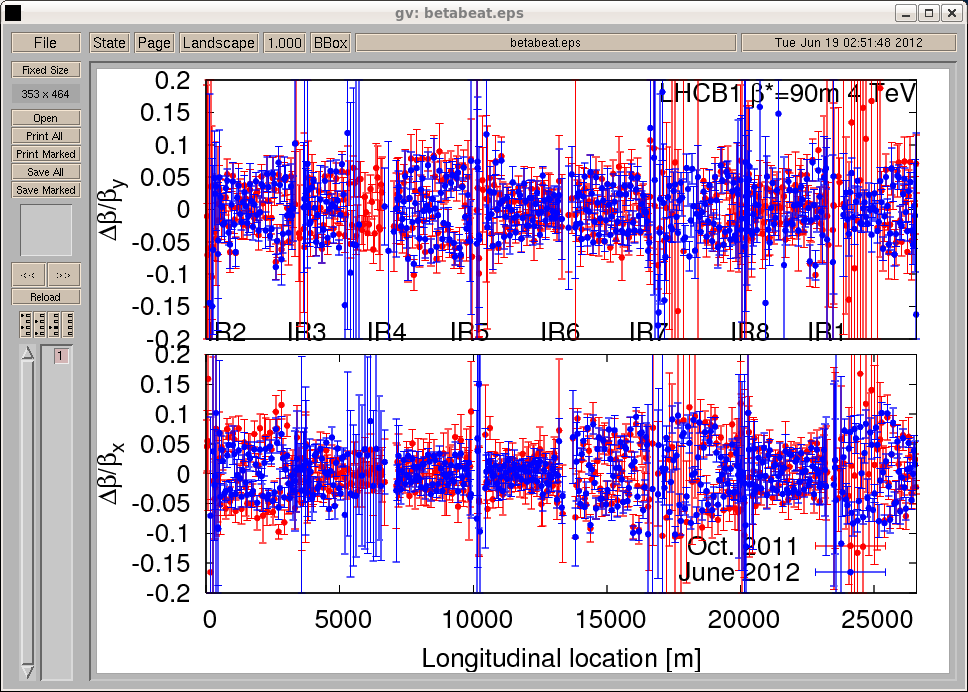 gv: betabeat.eps
File State Page Landscape 1.000 BBox betabeat.eps Tue Jun 19 02:51:48 2012
Fixed Size
353 x 464
Open
Print All
Print Marked
Save All
Save Marked
<< >>
Reload
1
LHCB1 β*=90m 4 TeV
0.2
0.15
0.1
0.05
0
-0.05
-0.1
-0.15
-0.2
Δβ/βy
IR2 IR3 IR4 IR5 IR6 IR7 IR8 IR1
0.2
0.15
0.1
0.05
0
-0.05
-0.1
-0.15
-0.2
Δβ/βx
Oct. 2011
June 2012
0 5000 10000 15000 20000 25000
Longitudinal location [m]